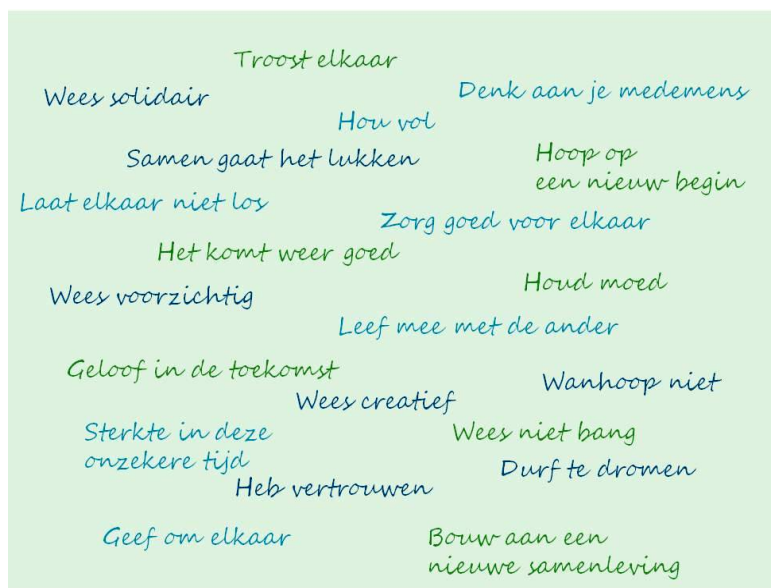 Troost elkaar
Wees solidair
Denk aan je medemens
Hou vol
Samen gaat het lukken
Hoop op
een nieuw begin
Laat elkaar niet los
Zorg goed voor elkaar
Het komt weer goed
Houd moed
Wees voorzichtig
Leef mee met de ander
Geloof in de toekomst
Wanhoop niet
Wees creatief
Sterkte in deze
onzekere tijd
Wees niet bang
Durf te dromen
Heb vertrouwen
Geef om elkaar
Bouw aan een
nieuwe samenleving